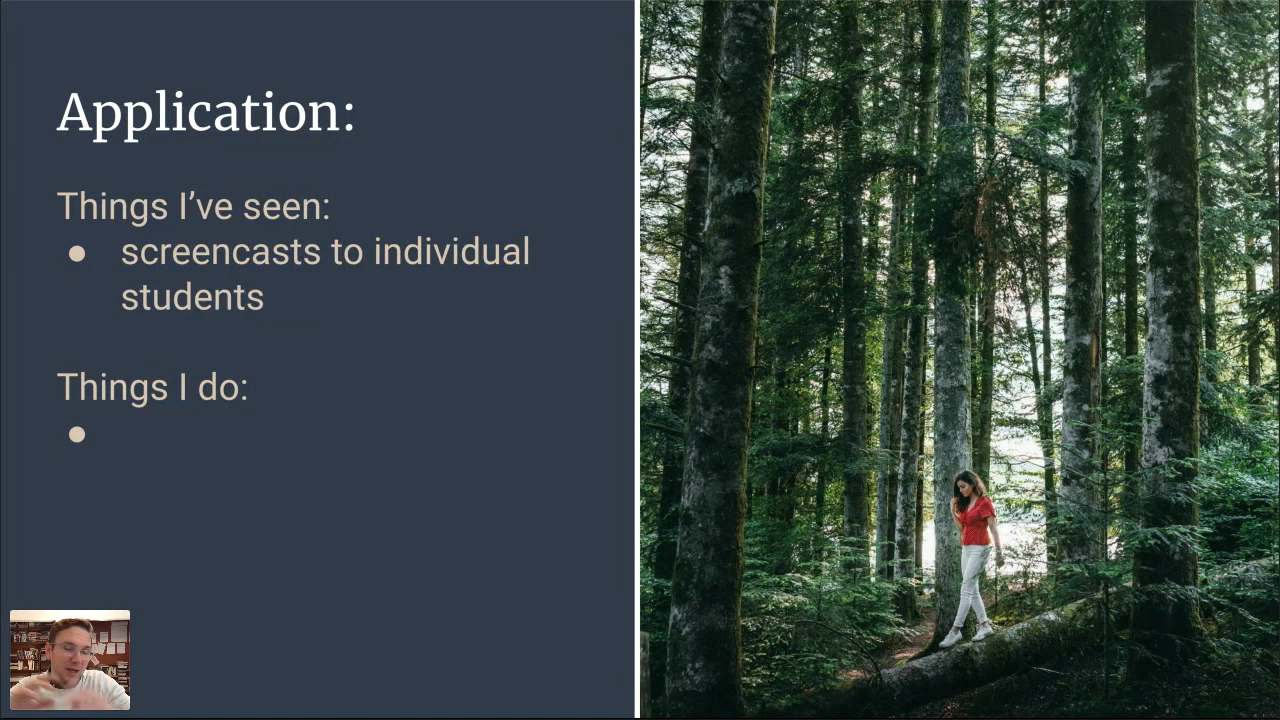 Application:
Things I’ve seen:
● screencasts to individual
students
Things I do:
●